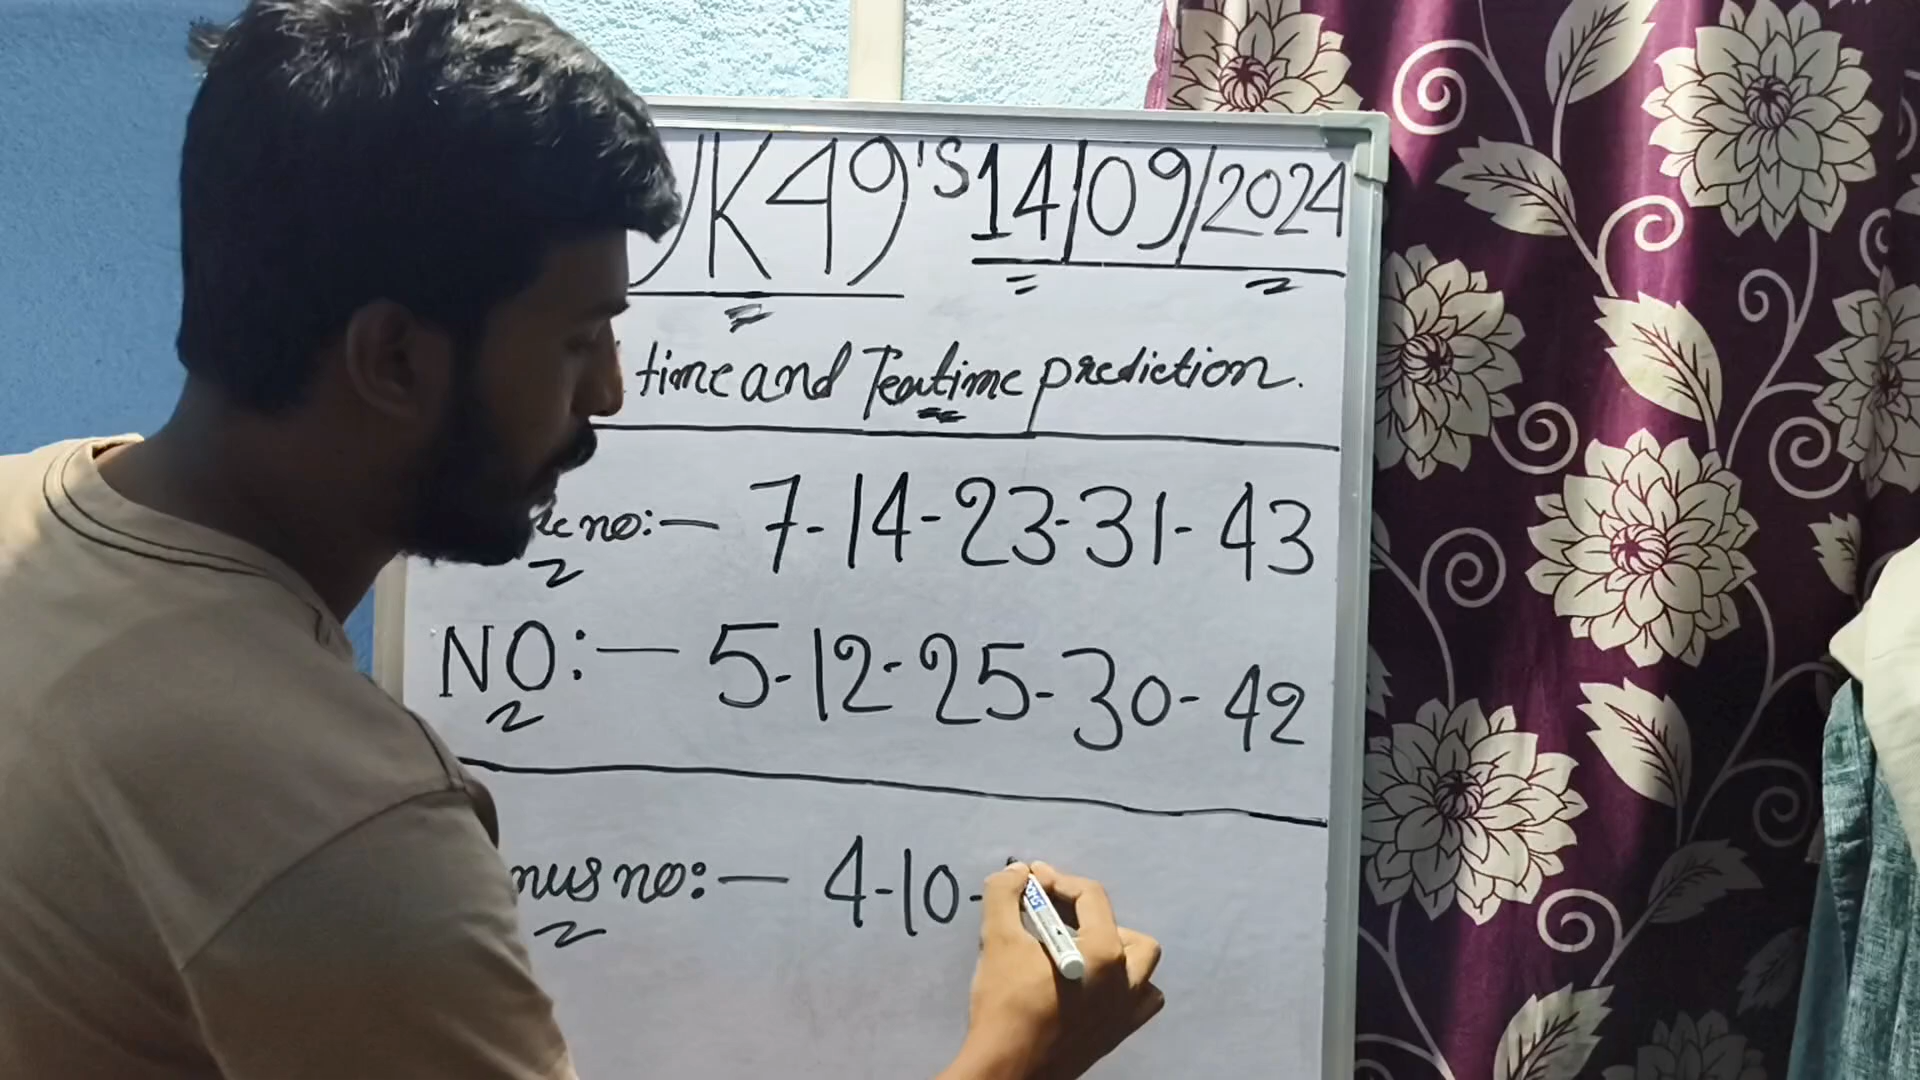 UK49'S 14/09/2024
time and Teatime prediction.
no:- 7-14-23-31-43
NO:- 5-12-25-30-42
nus no:- 4-10-